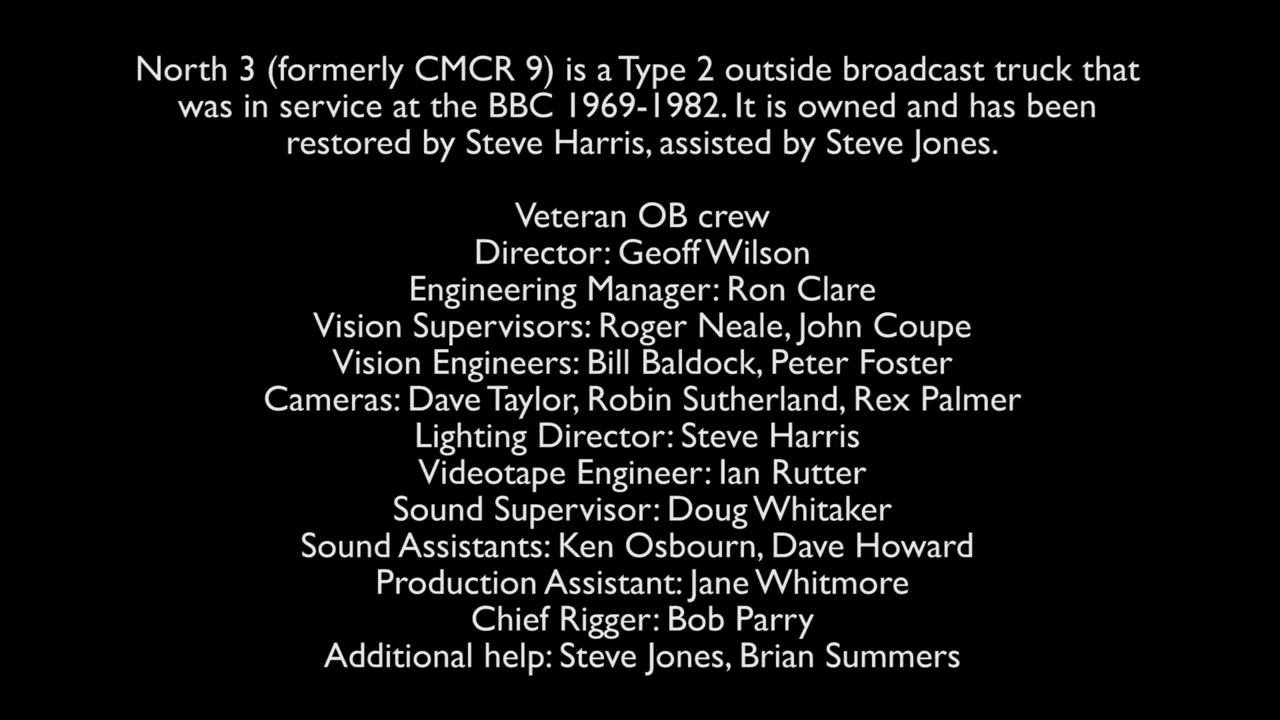 North 3 (formerly CMCR 9) is a Type 2 outside broadcast truck that
was in service at the BBC 1969-1982. It is owned and has been
restored by Steve Harris, assisted by Steve Jones.
Veteran OB crew
Director: Geoff Wilson
Engineering Manager: Ron Clare
Vision Supervisors: Roger Neale, John Coupe
Vision Engineers: Bill Baldock, Peter Foster
Cameras: Dave Taylor, Robin Sutherland, Rex Palmer
Lighting Director: Steve Harris
Videotape Engineer: Ian Rutter
Sound Supervisor: Doug Whitaker
Sound Assistants: Ken Osbourn, Dave Howard
Production Assistant: Jane Whitmore
Chief Rigger: Bob Parry
Additional help: Steve Jones, Brian Summers